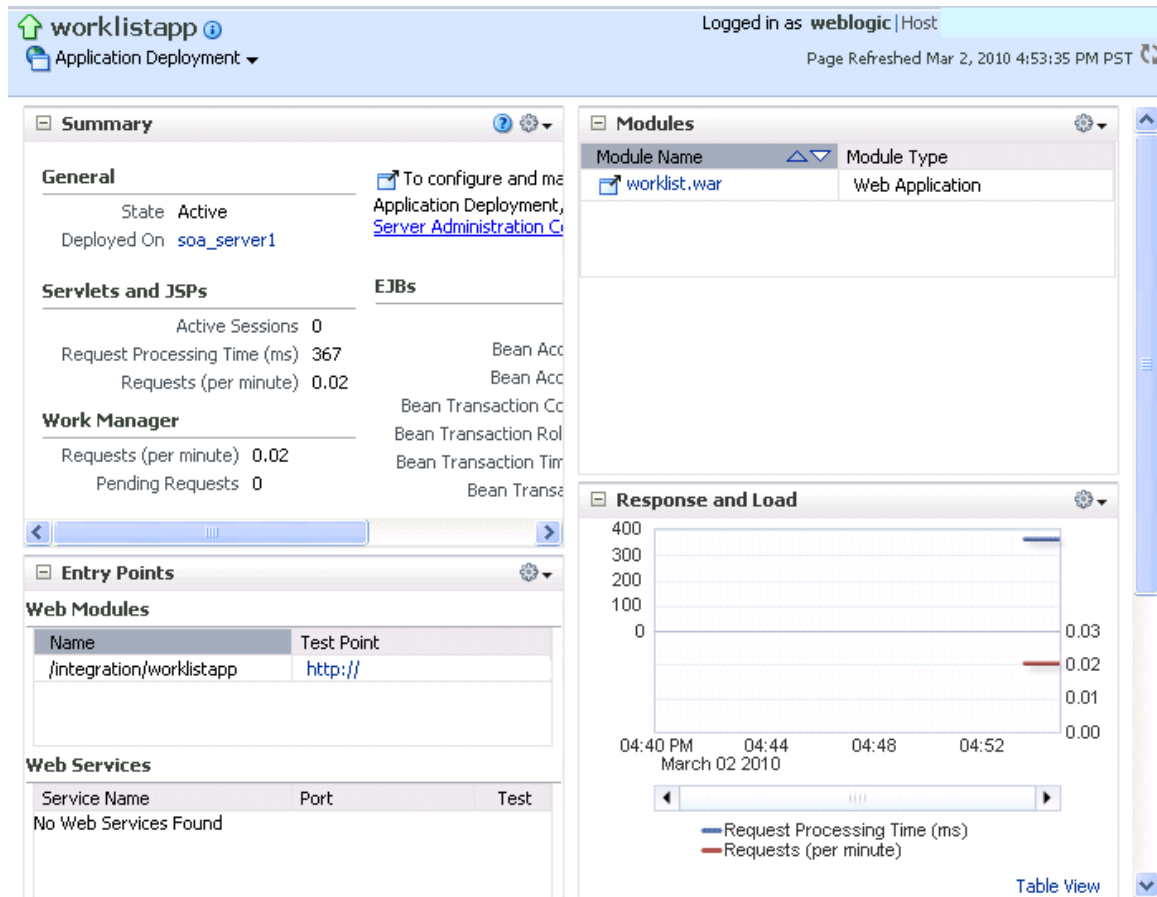 worklistapp
Logged in as weblogic|Host
Application Deployment
Page Refreshed Mar 2, 2010 4:53:35 PM PST
Summary
General
State Active
Deployed On soa_server1
To configure and ma
Application Deployment,
Server Administration C
Servlets and JSPs
Active Sessions 0
Request Processing Time (ms) 367
Requests (per minute) 0.02
Work Manager
Requests (per minute) 0.02
Pending Requests 0
EJBs
Bean Acc
Bean Acc
Bean Transaction Co
Bean Transaction Rol
Bean Transaction Tim
Bean Transa
Entry Points
Web Modules
Name Test Point
/integration/worklistapp http://
Web Services
Service Name Port Test
No Web Services Found
Modules
Module Name Module Type
worklist.war Web Application
Response and Load
400
300
200
100
0
0.03
0.02
0.01
0.00
04:40 PM 04:44 04:48 04:52
March 02 2010
Request Processing Time (ms)
Requests (per minute)
Table View